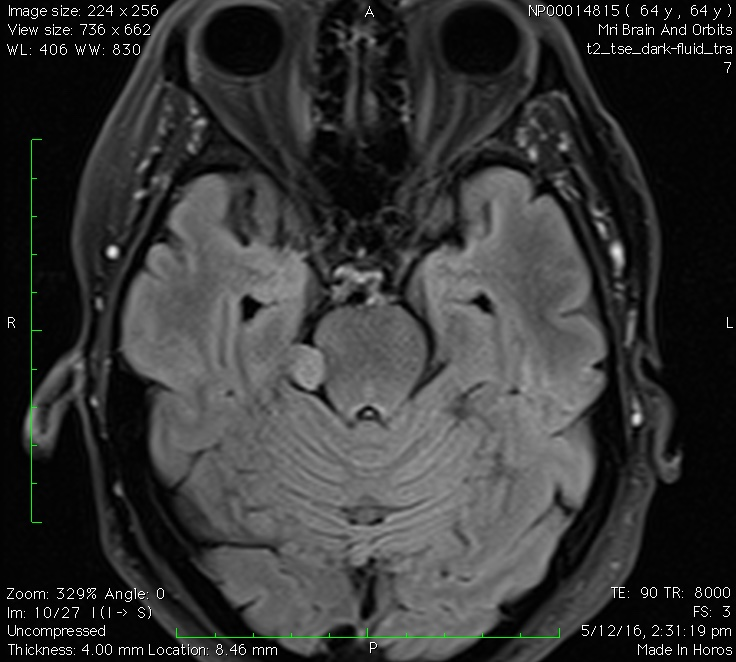 Image size: 224 x 256
View size: 736 x 662
WL: 406 WW: 830
A
NP00014815 ( 64 y, 64 y)
Mri Brain And Orbits
t2_tse_dark-fluid_tra
7
R
L
Zoom: 329% Angle: 0
Im: 10/27 I(I-> S)
Uncompressed
Thickness: 4.00 mm Location: 8.46 mm
P
TE: 90 TR: 8000
FS: 3
5/12/16, 2:31:19 pm
Made In Horos